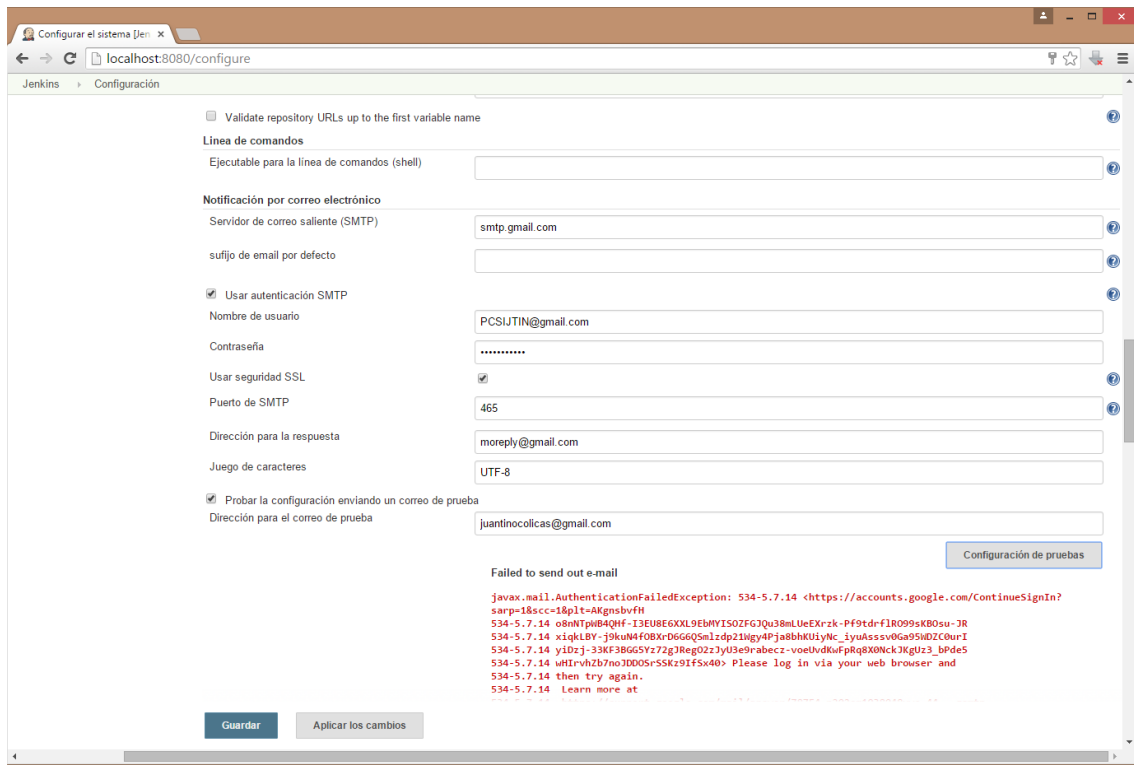 Configurar el sistema [Jen
localhost:8080/configure
Jenkins
Configuración
Validate repository URLs up to the first variable name
Linea de comandos
Ejecutable para la línea de comandos (shell)
Notificación por correo electrónico
Servidor de correo saliente (SMTP)
smtp.gmail.com
sufijo de email por defecto
Usar autenticación SMTP
Nombre de usuario
PCSIJTIN@gmail.com
Contraseña
•••••••••••
Usar seguridad SSL
Puerto de SMTP
465
Dirección para la respuesta
moreply@gmail.com
Juego de caracteres
UTF-8
Probar la configuración enviando un correo de prueba
Dirección para el correo de prueba
juantinocolicas@gmail.com
Configuración de pruebas
Failed to send out e-mail
javax.mail.AuthenticationFailedException: 534-5.7.14 <https://accounts.google.com/ContinueSignIn?
sarp=1&scc=1&plt=AKgnsbvfH
534-5.7.14 o8nNTpWB4QHf-I3EU8E6XXL9EbMYISOZFGJQu38mLUeEXrzk-Pf9tdrflRO99sKBOsu-JR
534-5.7.14 xiqkLBY-j9kuN4fOBXrD6G6QSmlzdp21Wgy4Pja8bhKUiyNc_iyuAsssv0Ga95WDZC0urI
534-5.7.14 yiDzj-33KF3BGG5Yz72gJRegO2zJyU3e9rabecz-voeUvdKwFpRq8X0NckJKgUz3_bPde5
534-5.7.14 wHIrvhZb7noJDDOSrSSKz9IfSx40> Please log in via your web browser and
534-5.7.14 then try again.
534-5.7.14 Learn more at
Guardar
Aplicar los cambios